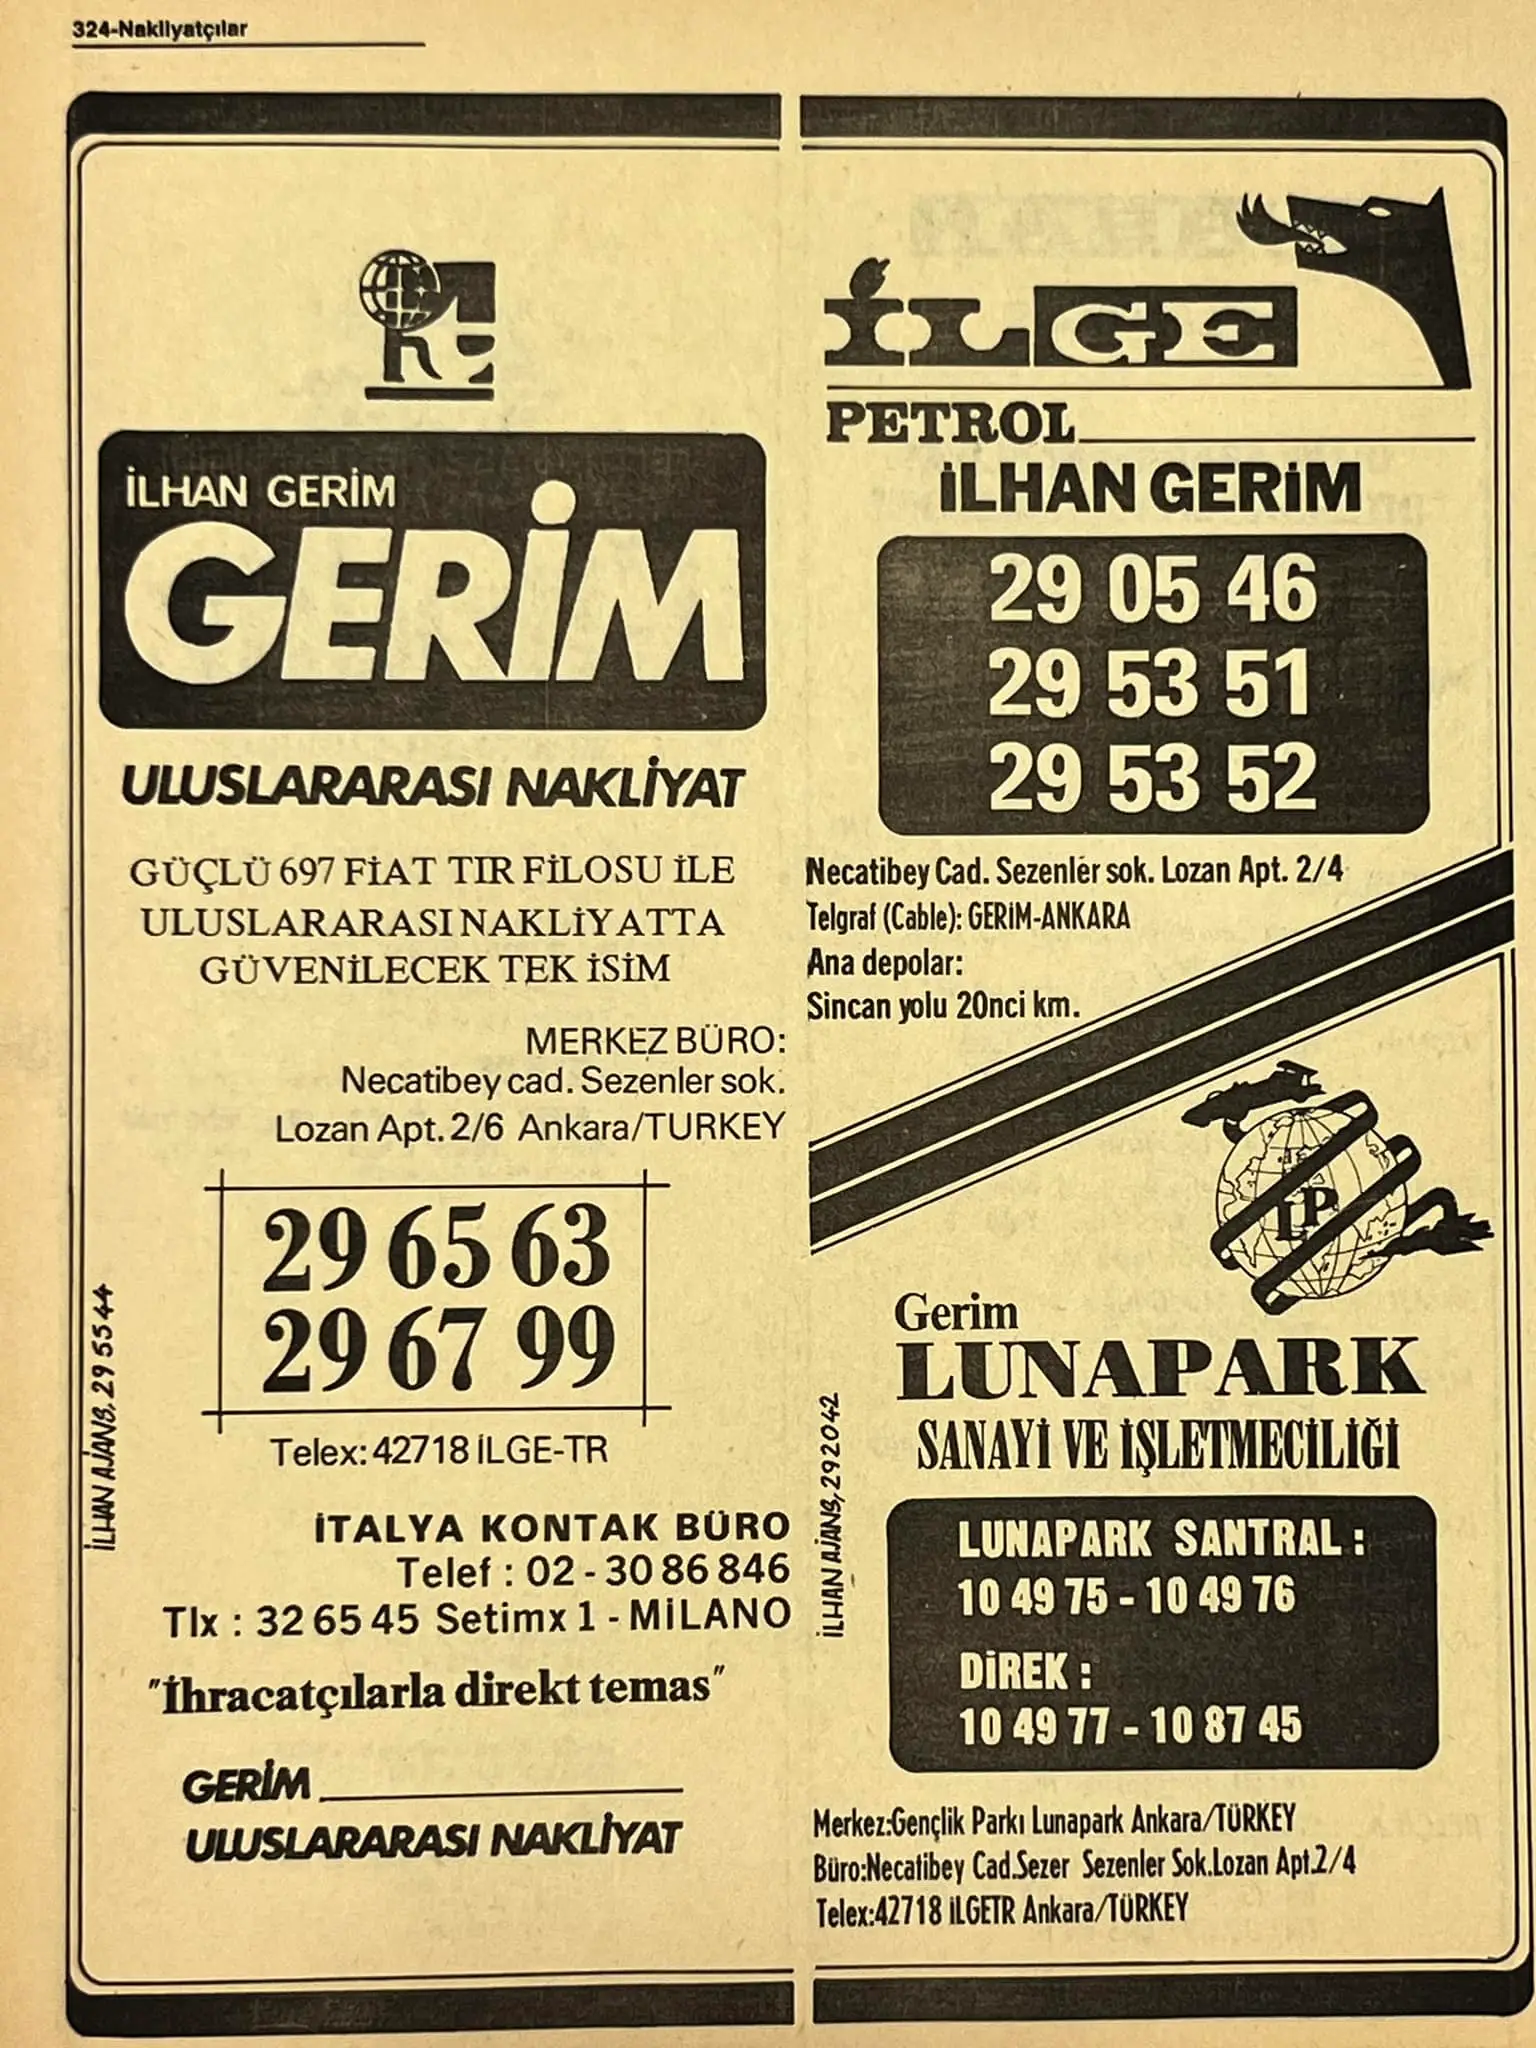 324-Nakliyatçılar
İLHAN GERİM
GERİM
ULUSLARARASI NAKLİYAT
GÜÇLÜ 697 FİAT TIR FİLOSU İLE
ULUSLARARASI NAKLİYATTA
GÜVENİLECEK TEK İSİM
MERKEZ BÜRO:
Necatibey cad. Sezenler sok.
Lozan Apt. 2/6 Ankara/TURKEY
29 65 63
29 67 99
Telex: 42718 İLGE-TR
İTALYA KONTAK BÜRO
Telef : 02 - 30 86 846
Tlx : 32 65 45 Setimx 1 - MİLANO
"İhracatçılarla direkt temas"
GERİM
ULUSLARARASI NAKLİYAT
İLHAN AJANS, 29 55 44
İLGE
PETROL
İLHAN GERİM
29 05 46
29 53 51
29 53 52
Necatibey Cad. Sezenler sok. Lozan Apt. 2/4
Telgraf (Cable): GERİM-ANKARA
Ana depolar:
Sincan yolu 20nci km.
LP
Gerim
LUNAPARK
SANAYİ VE İŞLETMECİLİĞİ
LUNAPARK SANTRAL :
10 49 75 - 10 49 76
DİREK :
10 49 77 - 10 87 45
Merkez:Gençlik Parkı Lunapark Ankara/TÜRKEY
Büro:Necatibey Cad.Sezer Sezenler Sok.Lozan Apt.2/4
Telex:42718 İLGETR Ankara/TÜRKEY
İLHAN AJANS, 292042